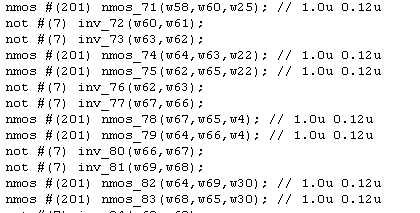 nmos #(201) nmos_71(w58,w60,w25); // 1.0u 0.12u
not #(7) inv_72(w60,w61);
not #(7) inv_73(w63,w62);
nmos #(201) nmos_74(w64,w63,w22); // 1.0u 0.12u
nmos #(201) nmos_75(w62,w65,w22); // 1.0u 0.12u
not #(7) inv_76(w62,w63);
not #(7) inv_77(w67,w66);
nmos #(201) nmos_78(w67,w65,w4); // 1.0u 0.12u
nmos #(201) nmos_79(w64,w66,w4); // 1.0u 0.12u
not #(7) inv_80(w66,w67);
not #(7) inv_81(w69,w68);
nmos #(201) nmos_82(w64,w69,w30); // 1.0u 0.12u
nmos #(201) nmos_83(w68,w65,w30); // 1.0u 0.12u